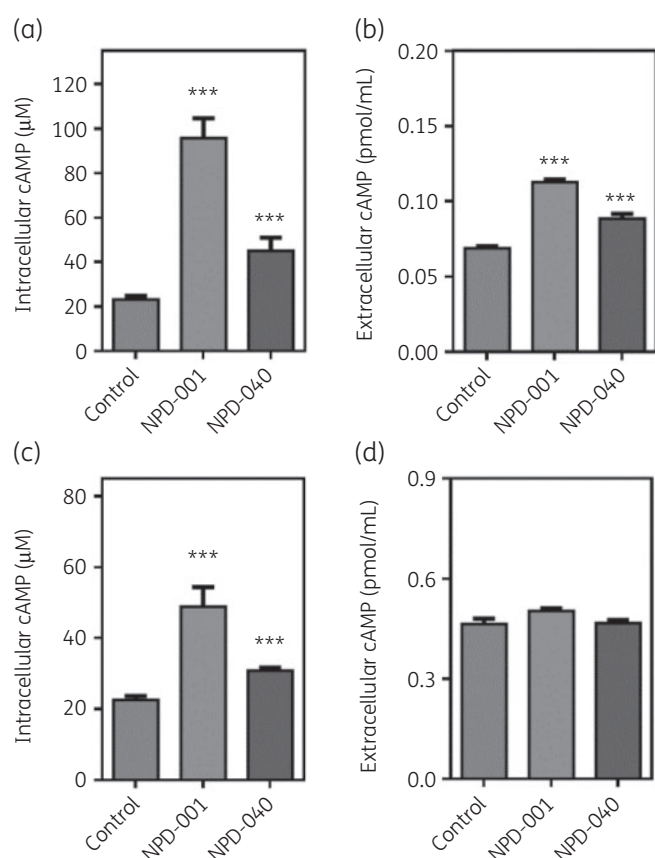 (a)
Intracellular cAMP (µM)
120
100
80
60
40
20
0
***
***
Control
NPD-001
NPD-040
(b)
Extracellular cAMP (pmol/mL)
0.20
0.15
0.10
0.05
0.00
***
***
Control
NPD-001
NPD-040
(c)
Intracellular cAMP (µM)
80
60
40
20
0
***
***
Control
NPD-001
NPD-040
(d)
Extracellular cAMP (pmol/mL)
0.9
0.6
0.3
0.0
Control
NPD-001
NPD-040